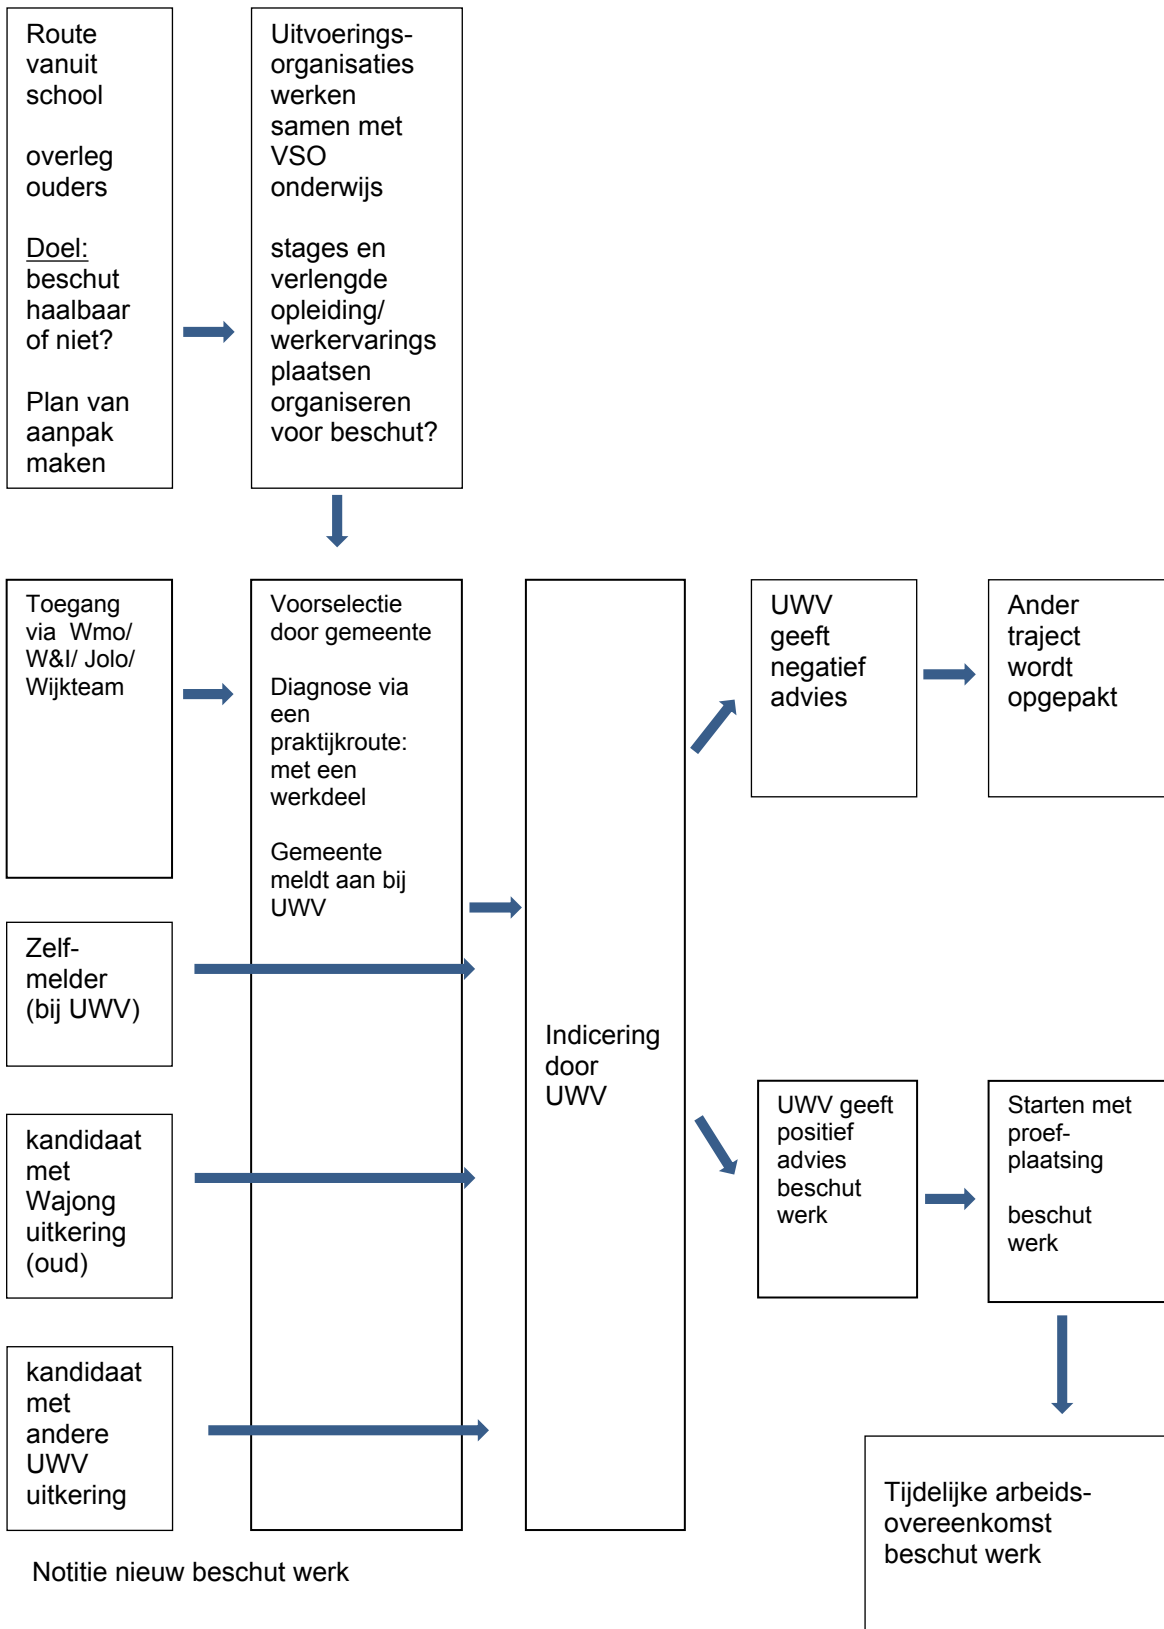 Route
vanuit
school
overleg
ouders
Doel:
beschut
haalbaar
of niet?
Plan van
aanpak
maken
Uitvoerings-
organisaties
werken
samen met
VSO
onderwijs
stages en
verlengde
opleiding/
werkervarings
plaatsen
organiseren
voor beschut?
Toegang
via Wmo/
W&I/ Jolo/
Wijkteam
Voorselectie
door gemeente
Diagnose via
een
praktijkroute:
met een
werkdeel
Gemeente
meldt aan bij
UWV
Zelf-
melder
(bij UWV)
kandidaat
met
Wajong
uitkering
(oud)
kandidaat
met
andere
UWV
uitkering
Indicering
door
UWV
UWV
geeft
negatief
advies
Ander
traject
wordt
opgepakt
UWV geeft
positief
advies
beschut
werk
Starten met
proef-
plaatsing
beschut
werk
Tijdelijke arbeids-
overeenkomst
beschut werk
Notitie nieuw beschut werk